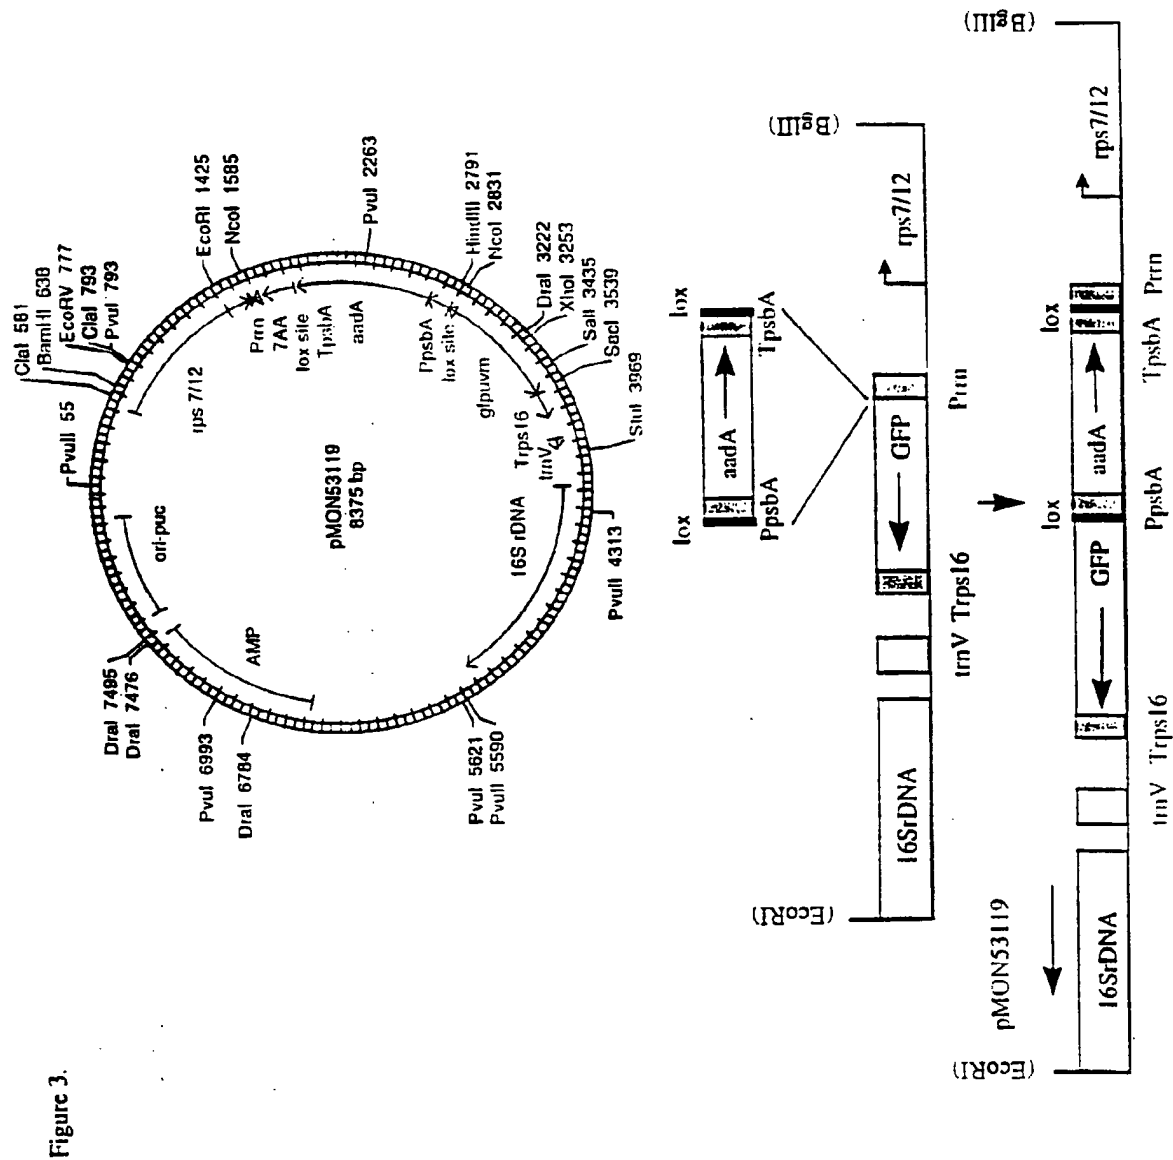 Figure 3.
PvuII 55
ClaI 581
BamHI 638
EcoRV 777
ClaI 793
PvuI 793
EcoRI 1425
NcoI 1585
PvuI 2263
HindIII 2791
NcoI 2831
DraI 3222
XhoI 3253
SalI 3435
SacI 3539
StuI 3969
PvuII 4313
PvuII 5590
PvuI 5621
DraI 6784
PvuI 6993
DraI 7476
DraI 7495
rps 7/12
Prrn
7AA
lox site
TpsbA
aadA
PpsbA
lox site
gfpuvm
Trps16
trnV
16S rDNA
AMP
ori-puc
pMON53119
8375 bp
lox lox
aadA
PpsbA TpsbA
(EcoRI) (BglII)
16SrDNA GFP rps7/12
trnV Trps16 Prrn
pMON53119
lox lox
(EcoRI) (BglII)
16SrDNA GFP aadA rps7/12
trnV Trps16 PpsbA TpsbA Prrn